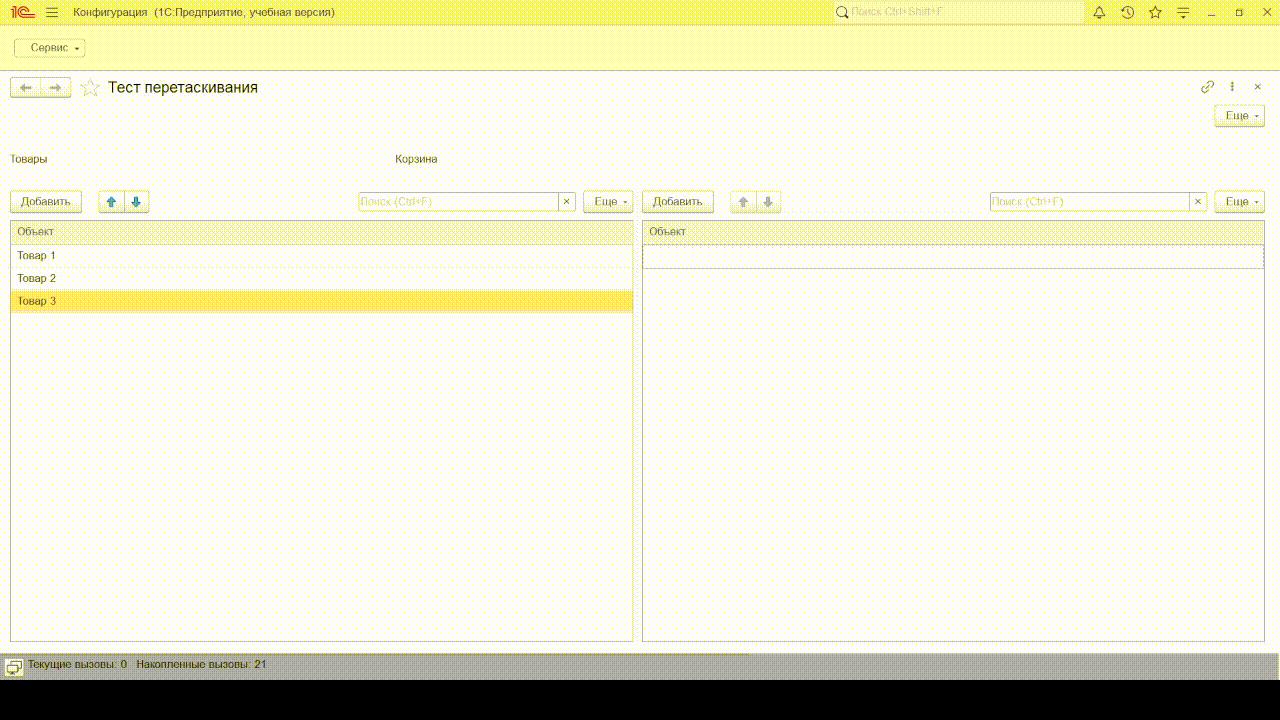 1С Конфигурация (1С:Предприятие, учебная версия) Поиск Ctrl+Shift+F
Сервис
Тест перетаскивания
Еще
Товары Корзина
Добавить Поиск (Ctrl+F) × Еще Добавить Поиск (Ctrl+F) × Еще
Объект Объект
Товар 1
Товар 2
Товар 3
Текущие вызовы: 0 Накопленные вызовы: 21